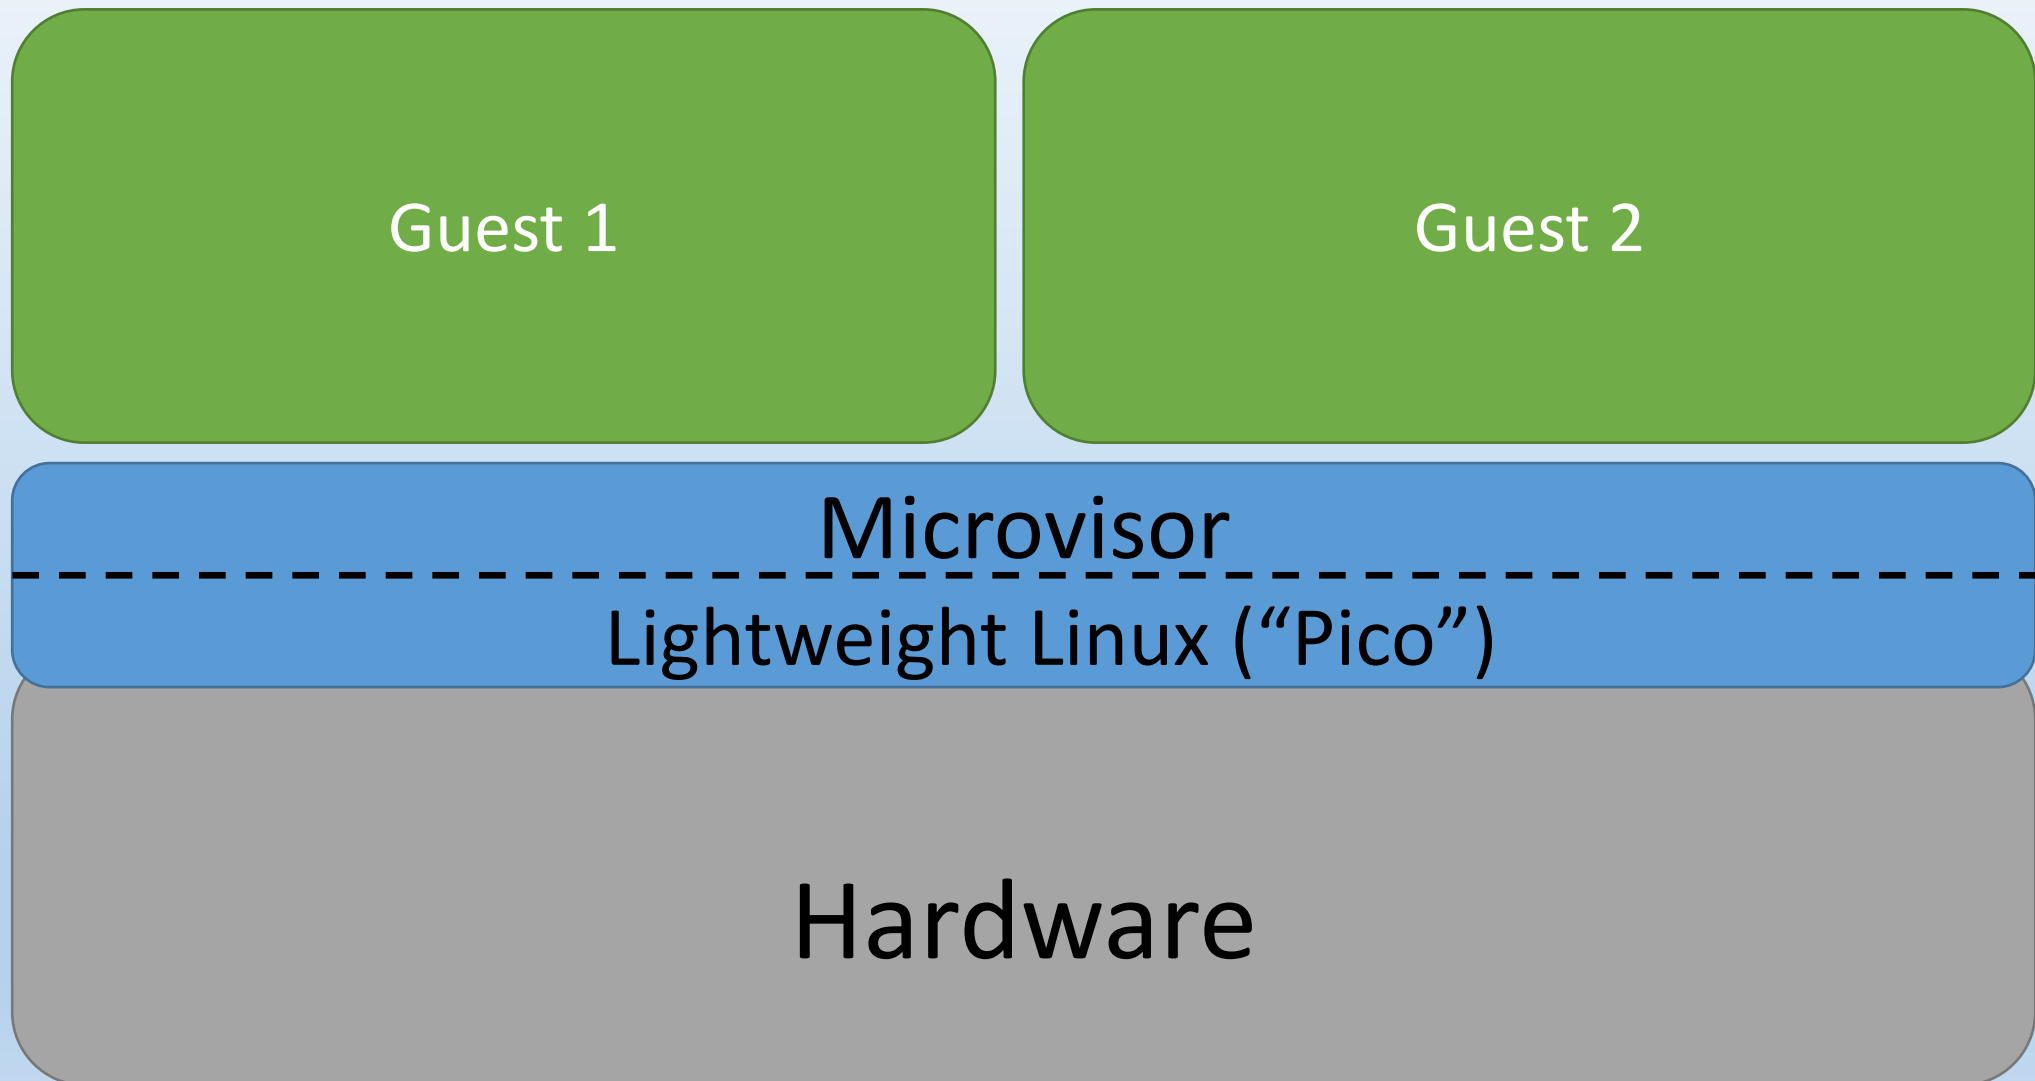 Guest 1
Guest 2
Microvisor
Lightweight Linux (“Pico”)
Hardware